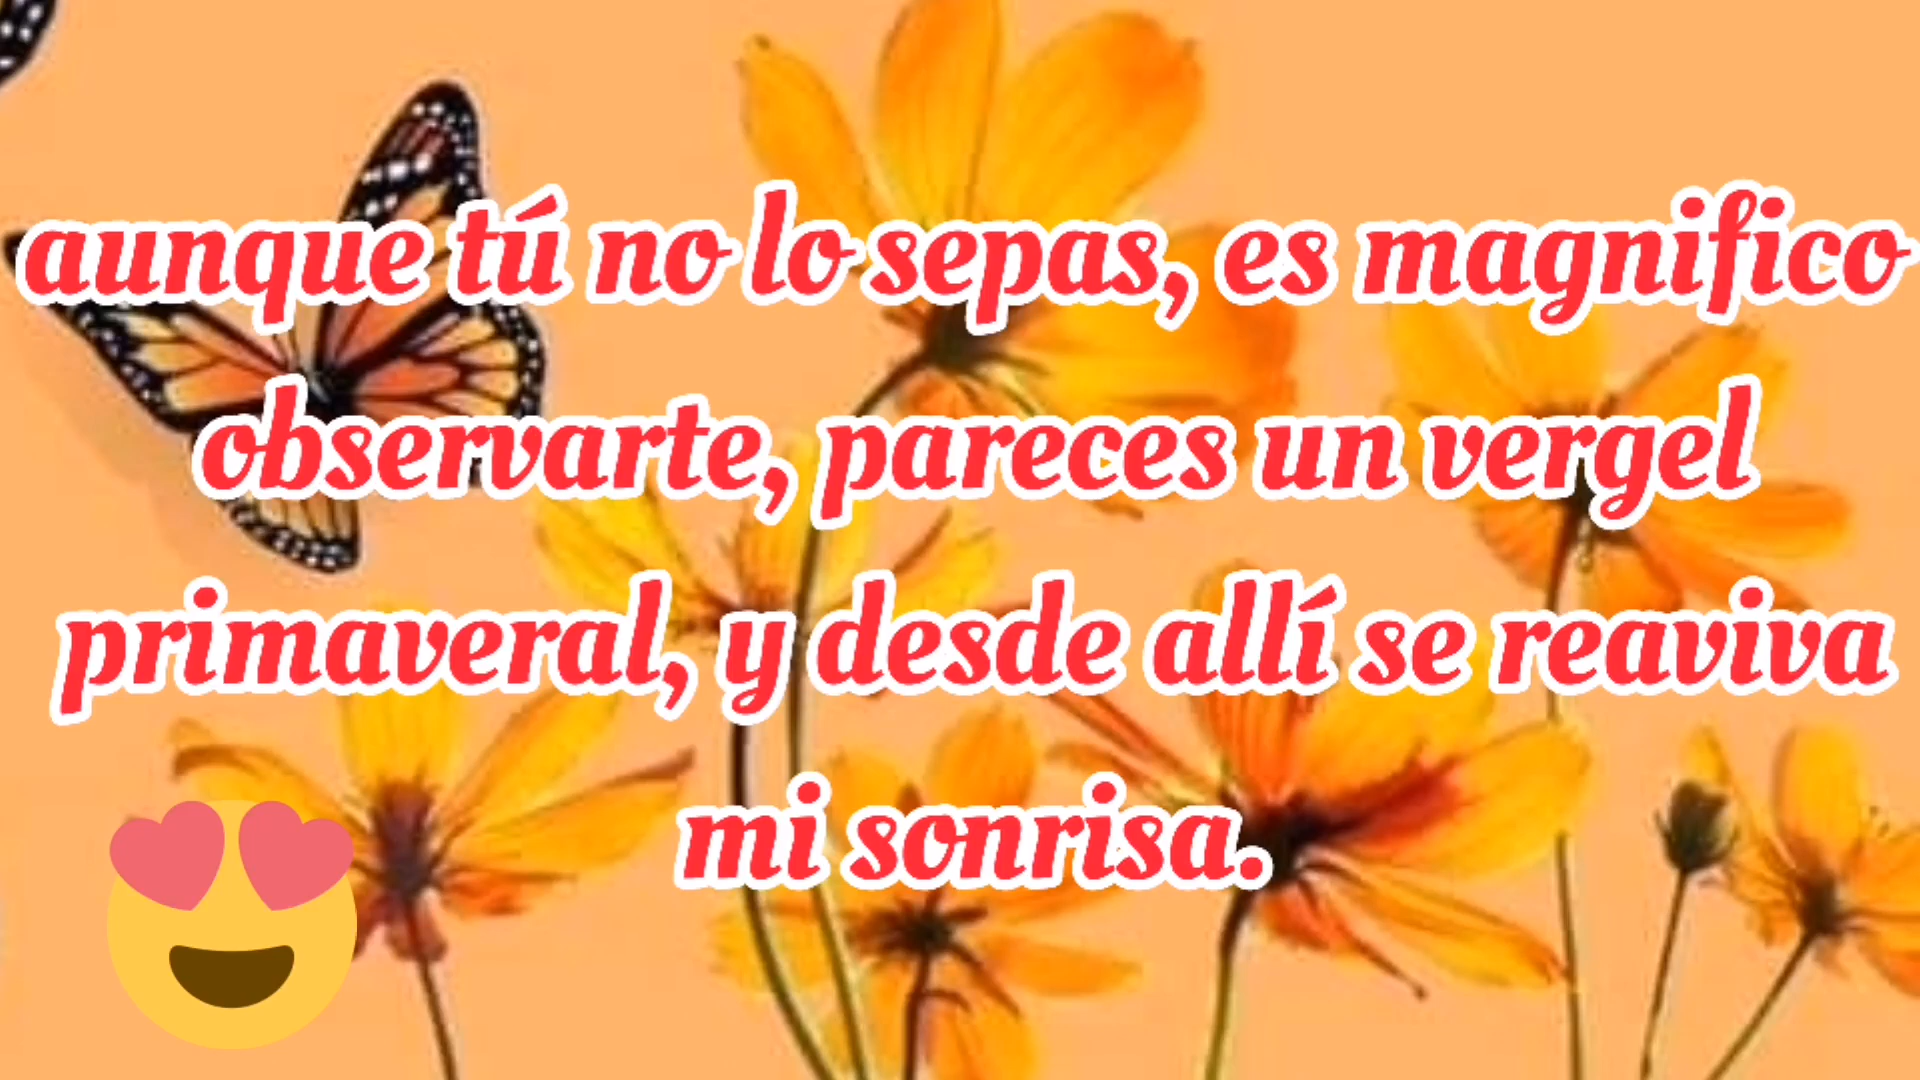 aunque tú no lo sepas, es magnifico
observarte, pareces un vergel
primaveral, y desde allí se reaviva
mi sonrisa.